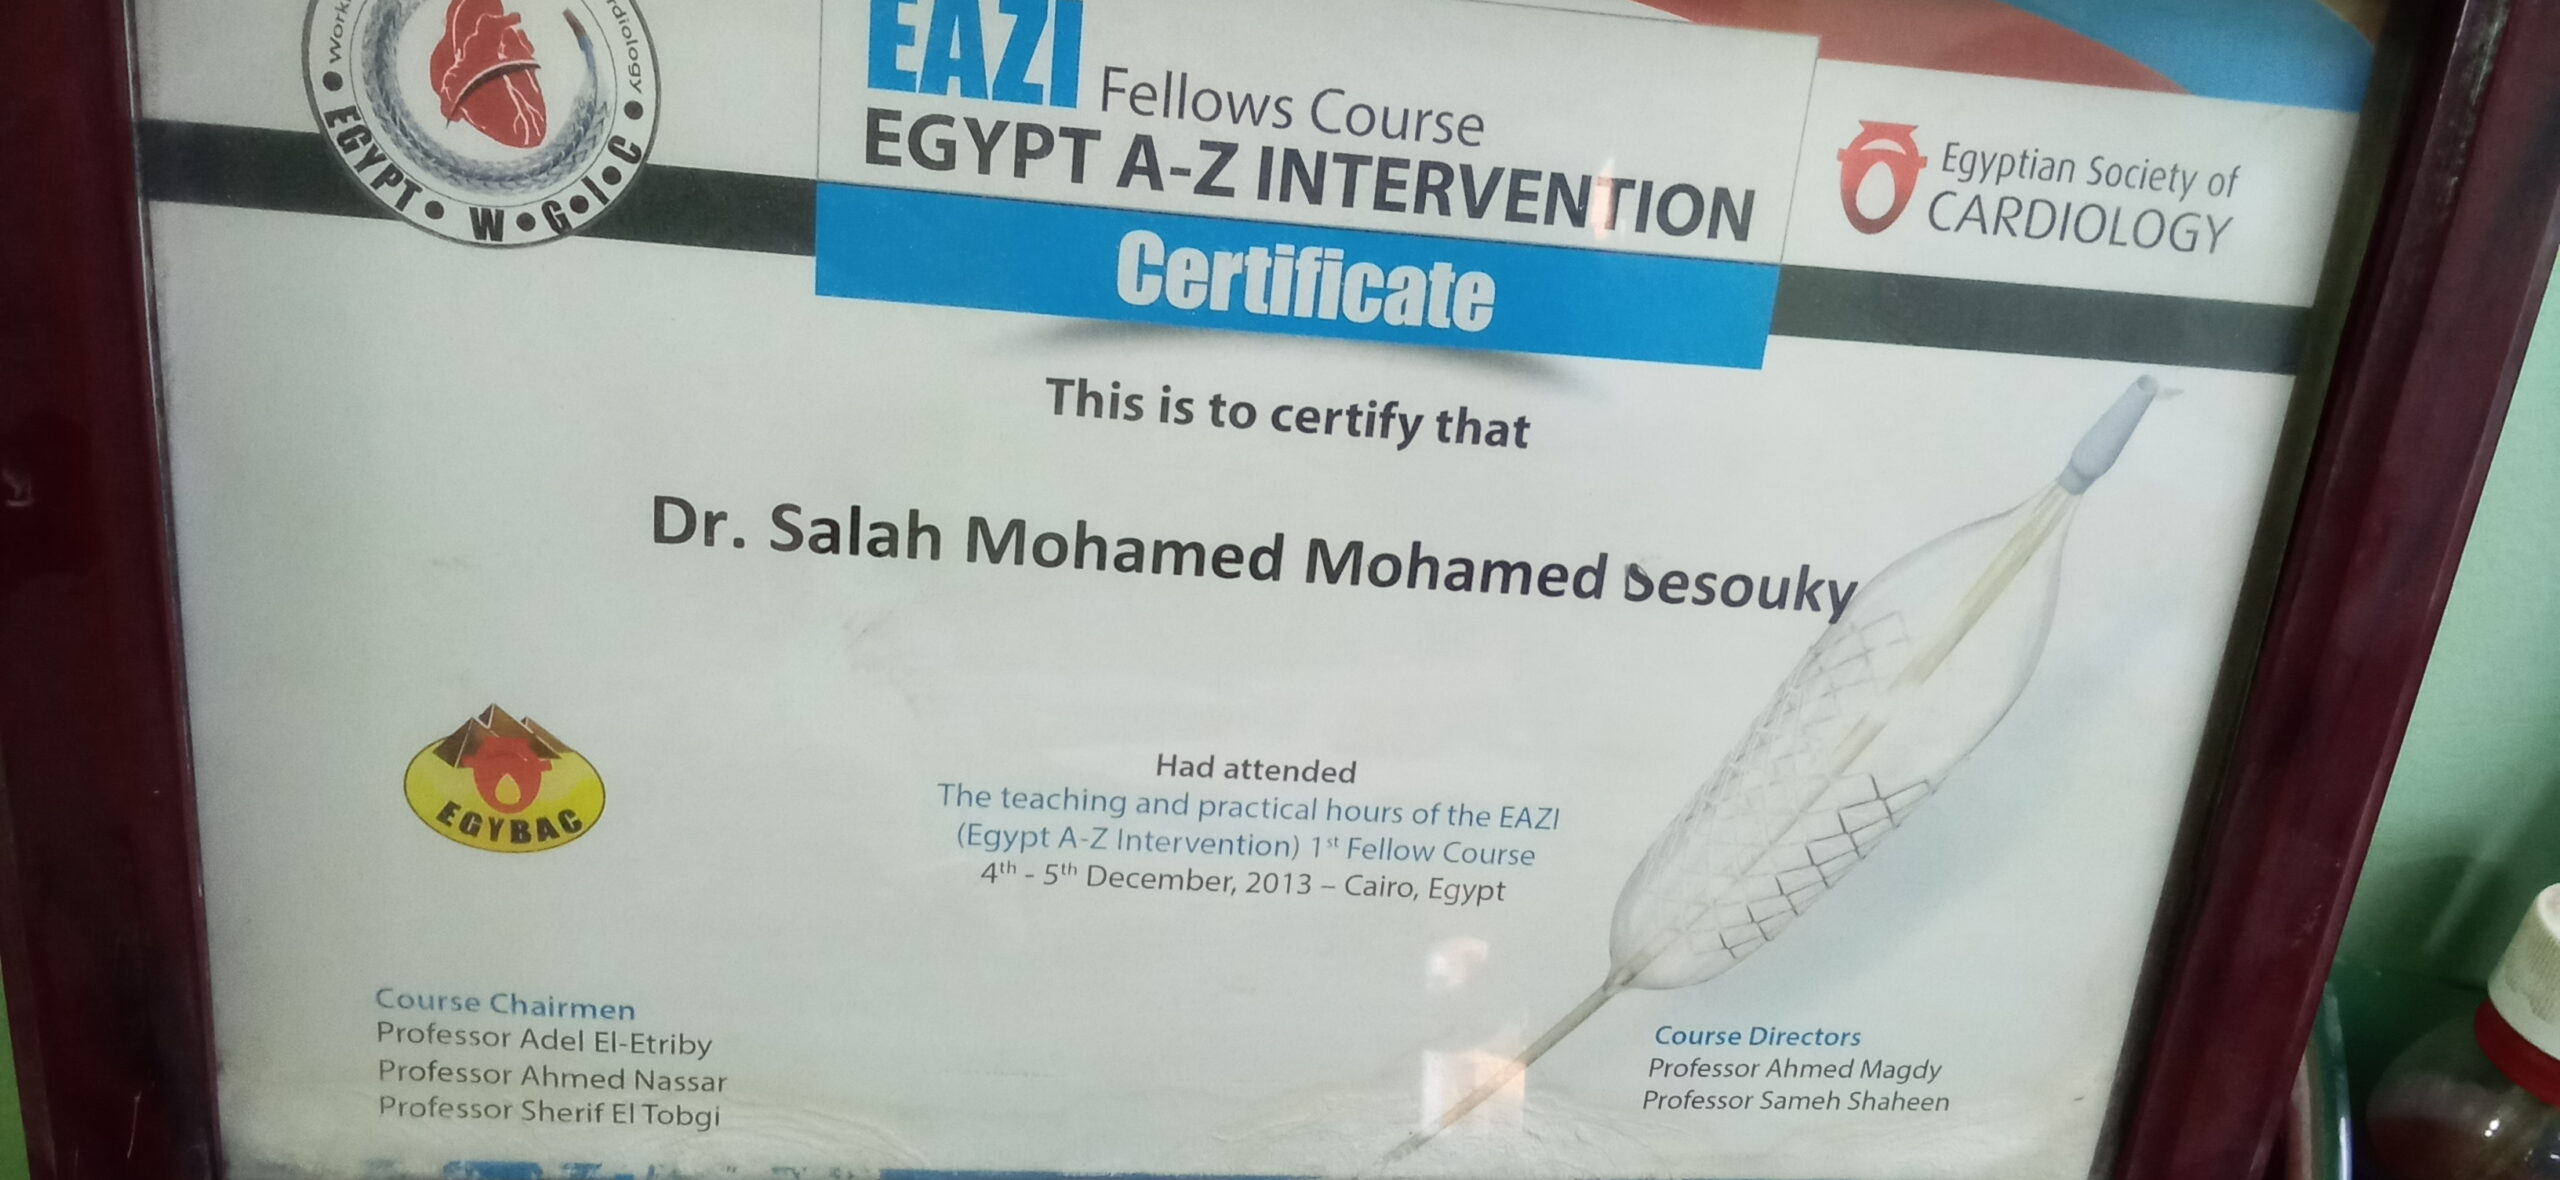 EGYPT • W•G•I•C
EAZI Fellows Course
EGYPT A-Z INTERVENTION
Egyptian Society of
CARDIOLOGY
Certificate
This is to certify that
Dr. Salah Mohamed Mohamed
EGYBAC
Had attended
The teaching and practical hours of the EAZI
(Egypt A-Z Intervention) 1st Fellow Course
4th - 5th December, 2013 – Cairo, Egypt
Course Chairmen
Professor Adel El-Etriby
Professor Ahmed Nassar
Professor Sherif El Tobgi
Course Directors
Professor Ahmed Magdy
Professor Sameh Shaheen